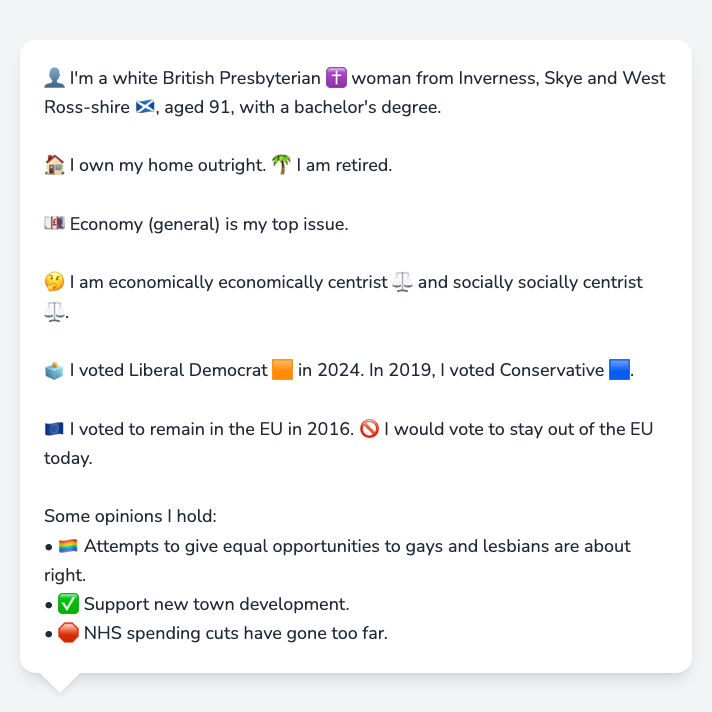 👤 I'm a white British Presbyterian ✝️ woman from Inverness, Skye and West
Ross-shire 🏴󠁧󠁢󠁳󠁣󠁴󠁿, aged 91, with a bachelor's degree.
🏠 I own my home outright. 🌴 I am retired.
💷 Economy (general) is my top issue.
🤔 I am economically economically centrist ⚖️ and socially socially centrist
⚖️.
🗳️ I voted Liberal Democrat 🟧 in 2024. In 2019, I voted Conservative 🟦.
🇪🇺 I voted to remain in the EU in 2016. 🚫 I would vote to stay out of the EU
today.
Some opinions I hold:
• 🏳️‍🌈 Attempts to give equal opportunities to gays and lesbians are about
right.
• ✅ Support new town development.
• 🛑 NHS spending cuts have gone too far.